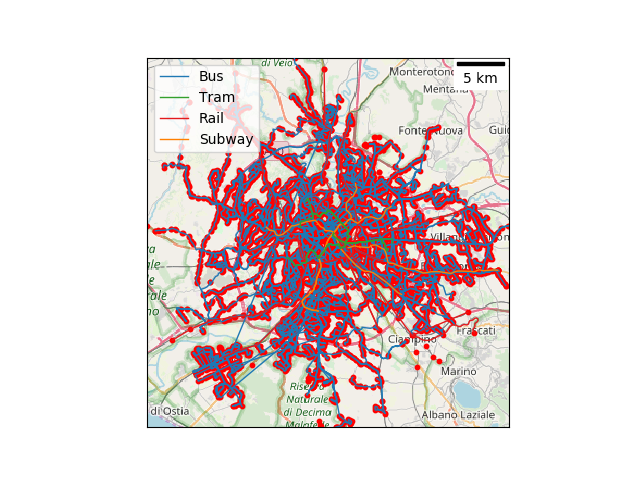 di Veio
Bus
Tram
Rail
Subway
5 km
Monterotondo
Mentana
Fonte Nuova
Guid
Ciampino
Frascati
Marino
Riserva
Naturale
di Decima
Malafede
di Ostia
Albano Laziale